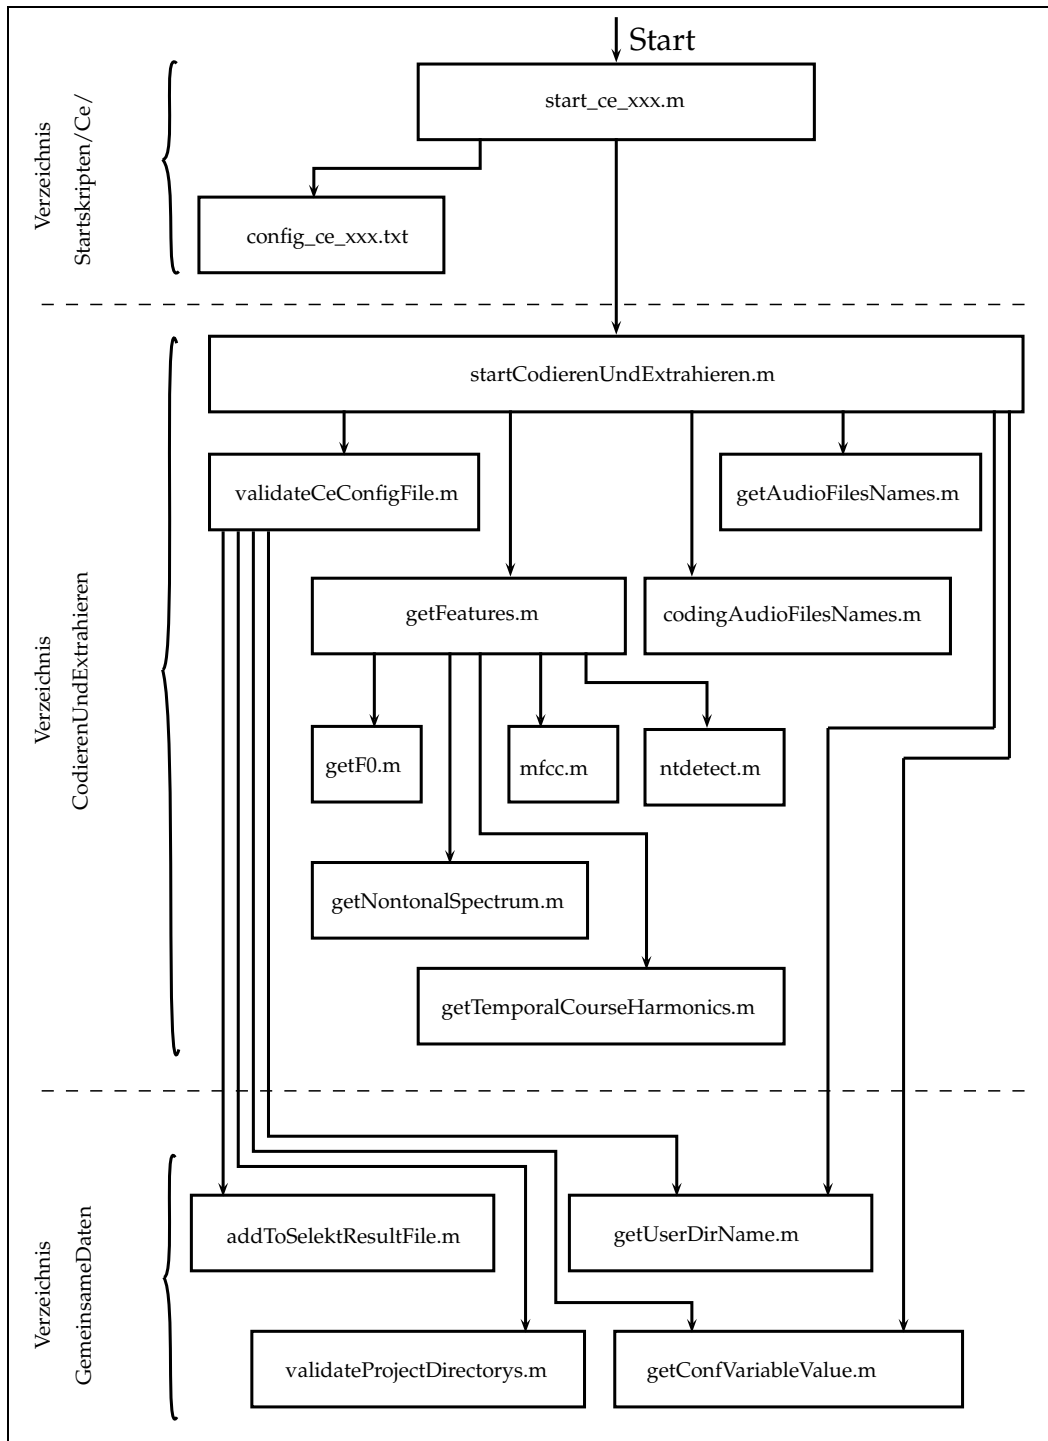 Start
Verzeichnis
Startskripten/Ce/
start_ce_xxx.m
config_ce_xxx.txt
Verzeichnis
CodierenUndExtrahieren
startCodierenUndExtrahieren.m
validateCeConfigFile.m
getAudioFilesNames.m
getFeatures.m
codingAudioFilesNames.m
getF0.m
mfcc.m
ntdetect.m
getNontonalSpectrum.m
getTemporalCourseHarmonics.m
Verzeichnis
GemeinsameDaten
addToSelektResultFile.m
getUserDirName.m
validateProjectDirectorys.m
getConfVariableValue.m